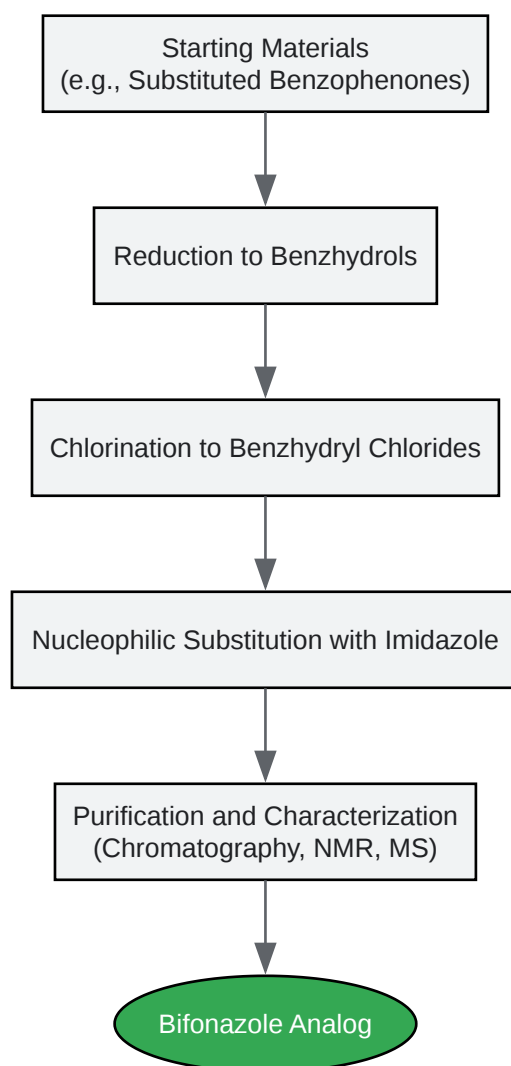 Starting Materials
(e.g., Substituted Benzophenones)
Reduction to Benzhydrols
Chlorination to Benzhydryl Chlorides
Nucleophilic Substitution with Imidazole
Purification and Characterization
(Chromatography, NMR, MS)
Bifonazole Analog